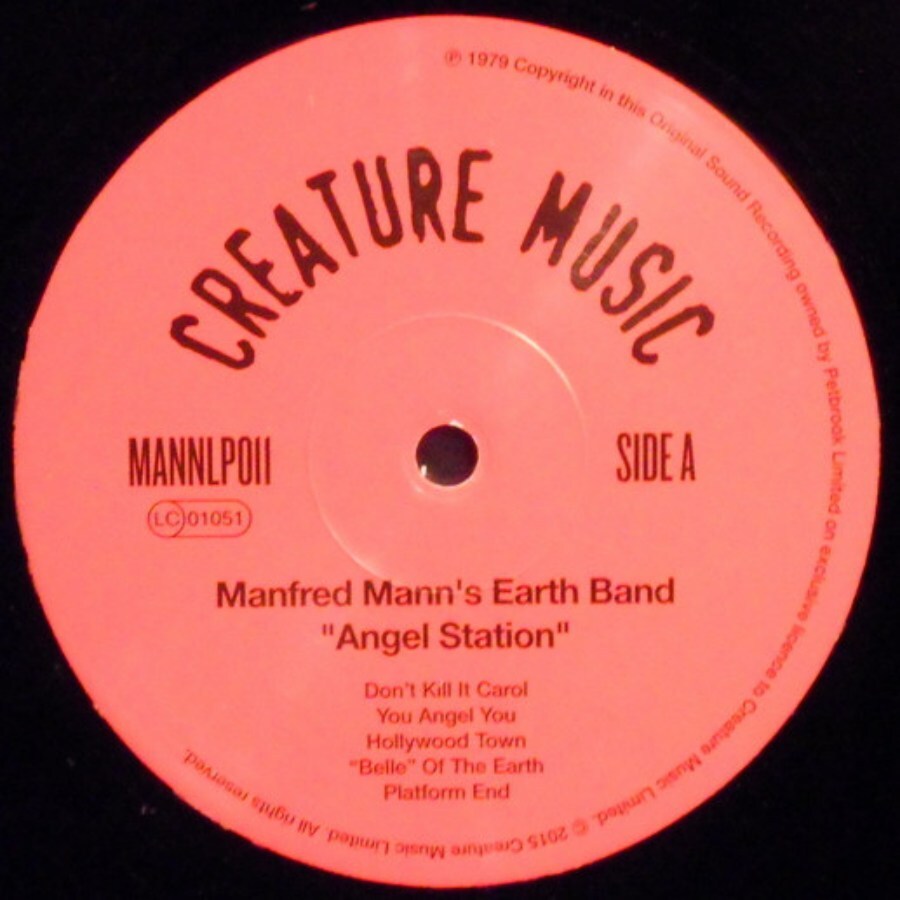 ℗ 1979 Copyright in this Original Sound Recording owned by Petbrook Limited on exclusive licence to Creature Music Limited. © 2015 Creature Music Limited. All rights reserved.
CREATURE MUSIC
MANNLP011
SIDE A
LC 01051
Manfred Mann's Earth Band
"Angel Station"
Don't Kill It Carol
You Angel You
Hollywood Town
“Belle” Of The Earth
Platform End